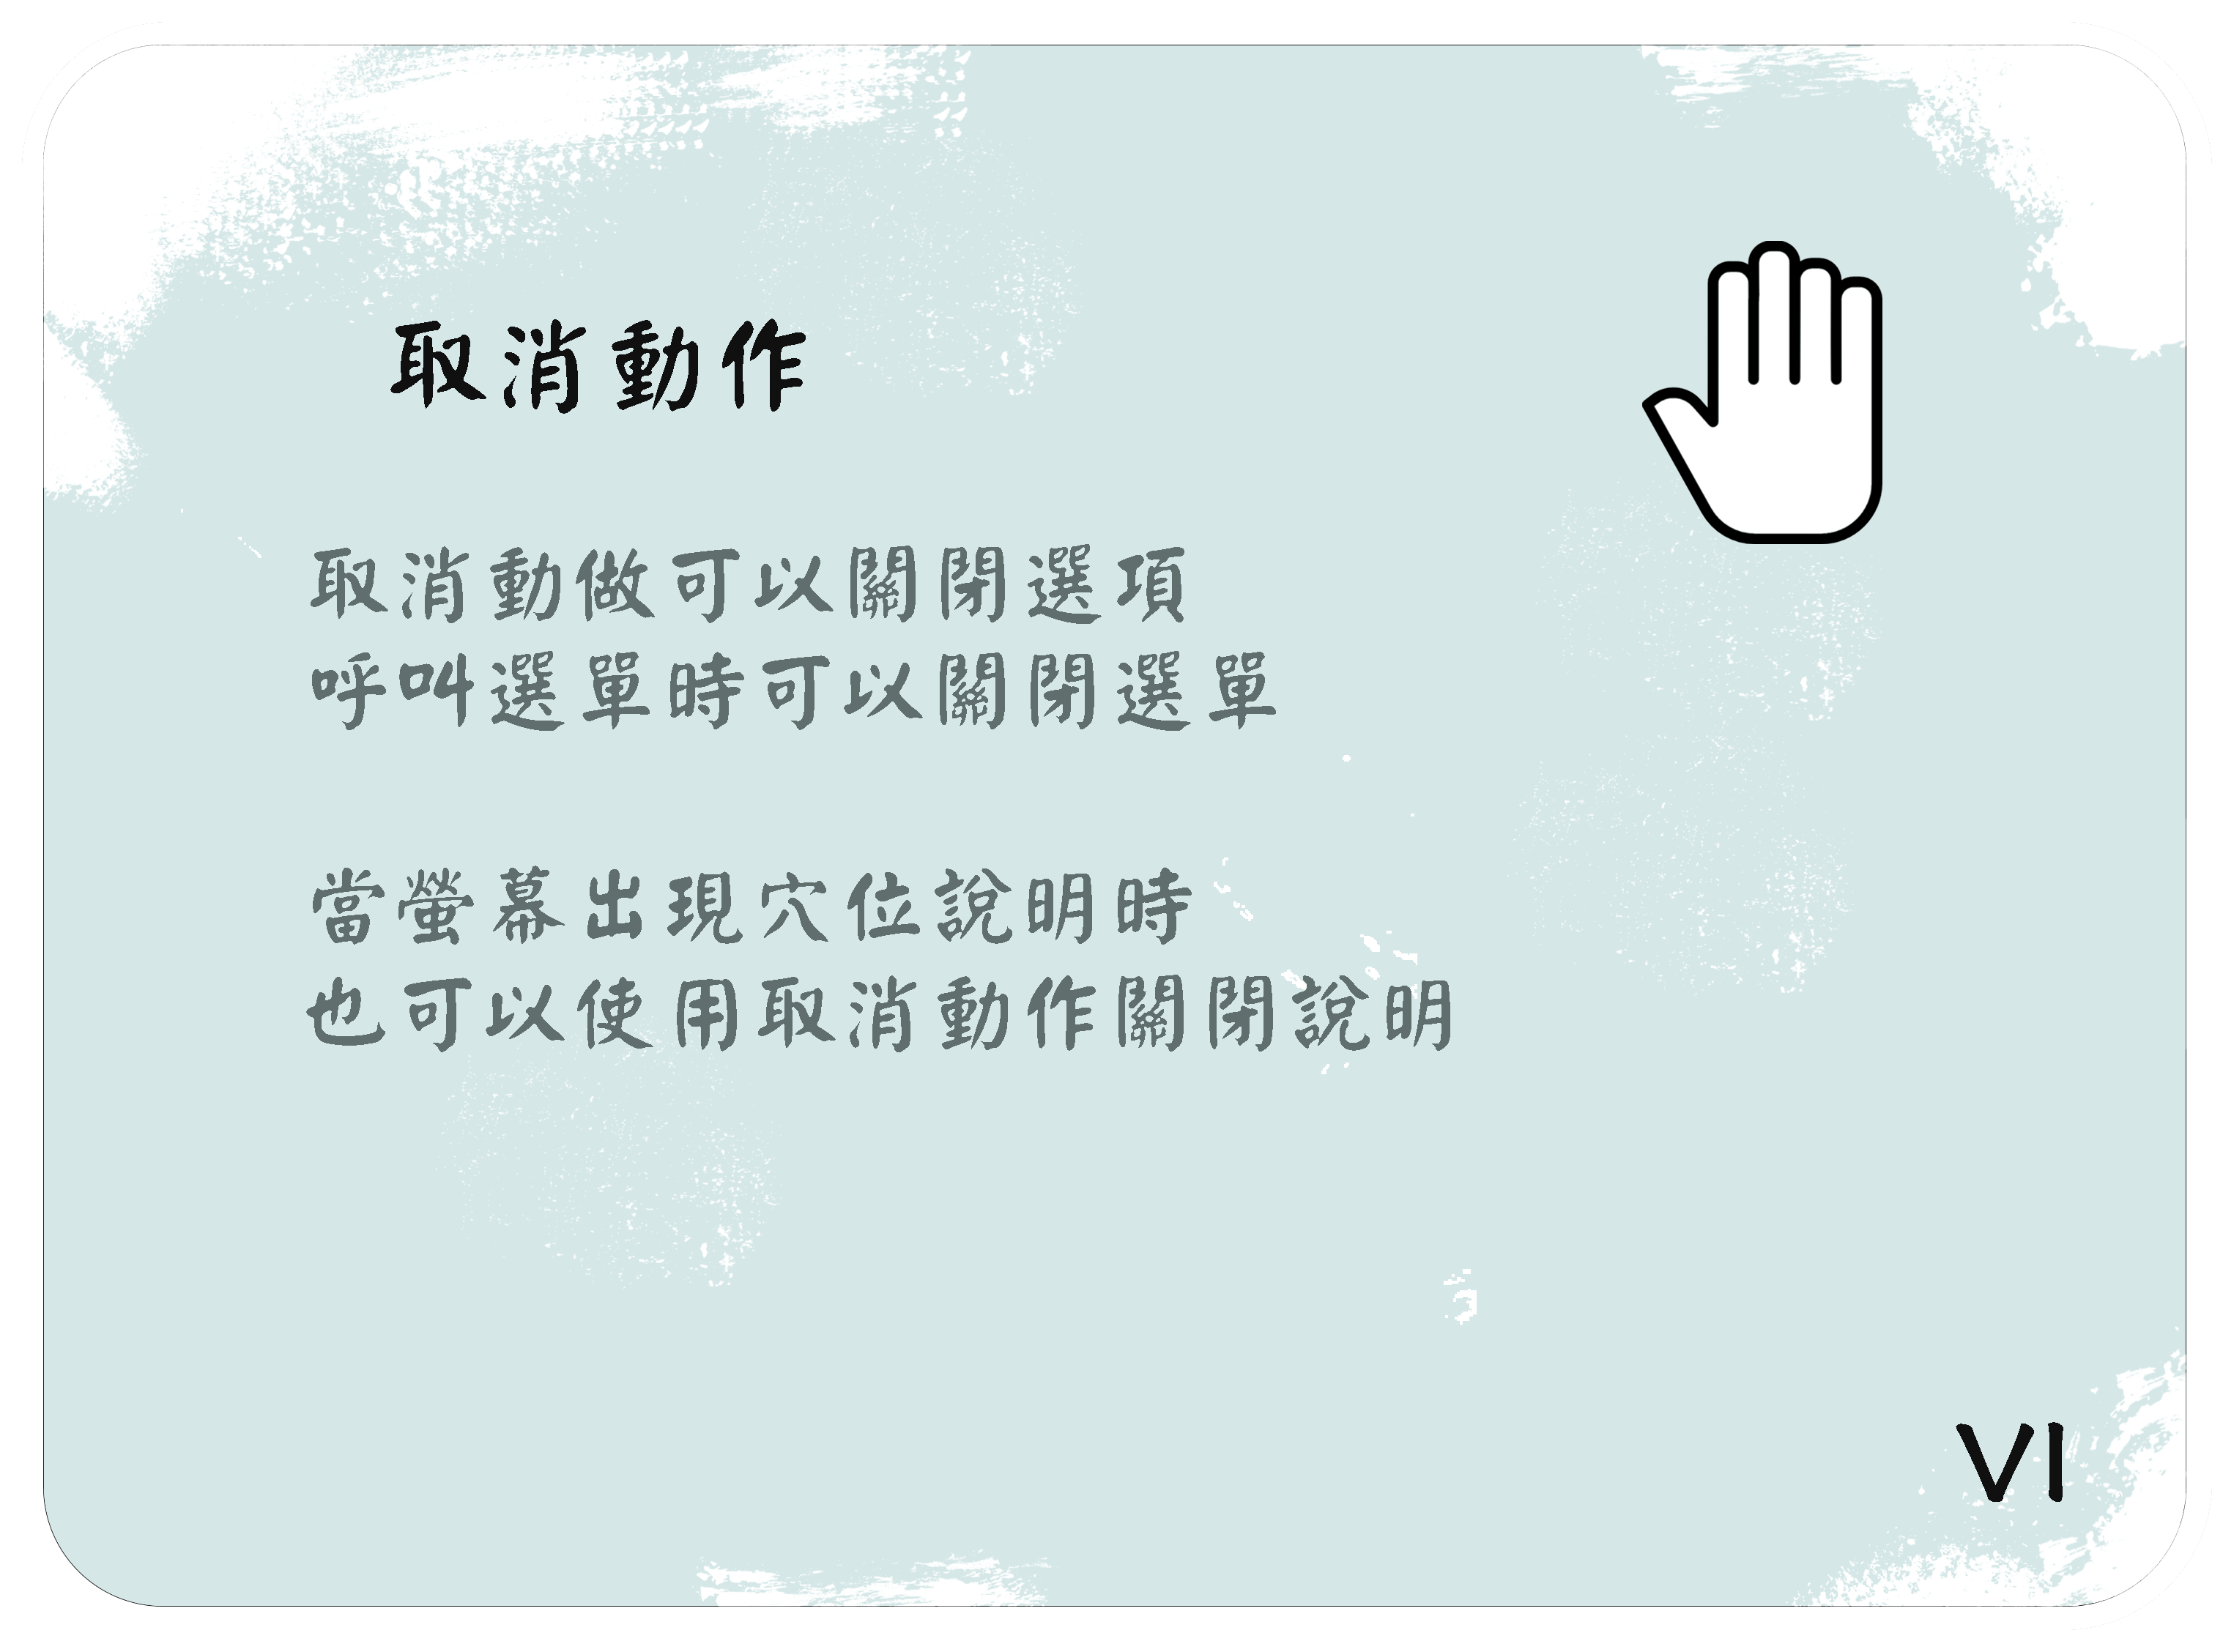 取消動作
取消動做可以關閉選項
呼叫選單時可以關閉選單
當螢幕出現穴位說明時
也可以使用取消動作關閉說明
VI